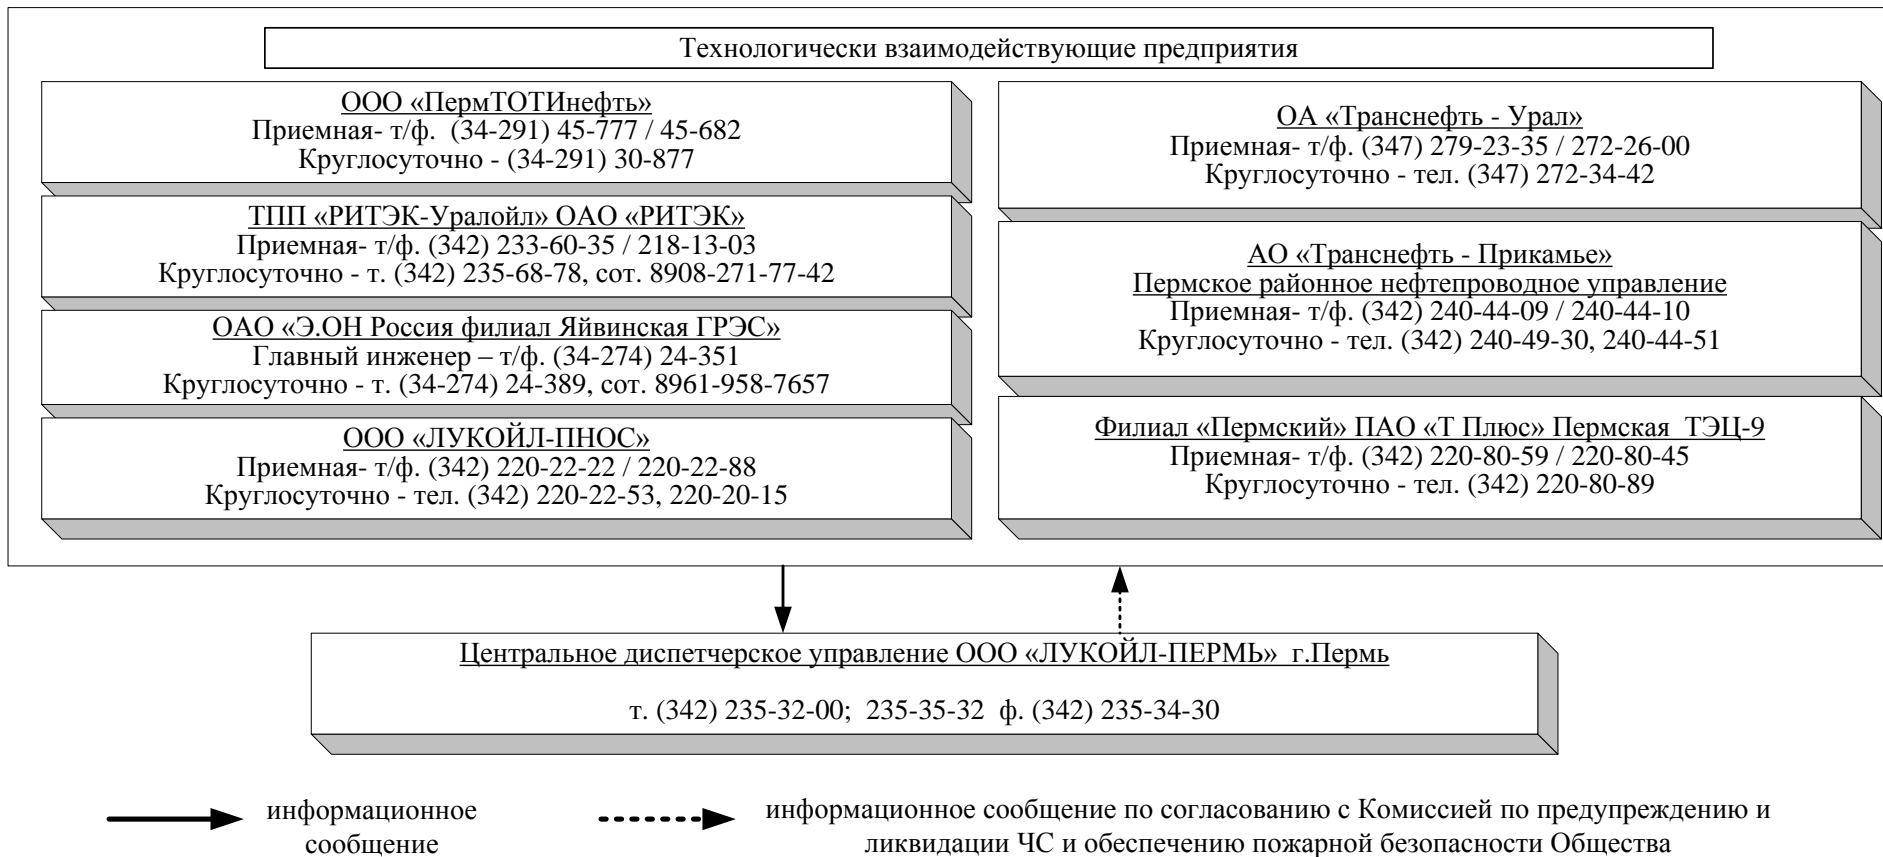 Технологически взаимодействующие предприятия
ООО «ПермТОТИнефть»
Приемная- т/ф. (34-291) 45-777 / 45-682
Круглосуточно - (34-291) 30-877
ТПП «РИТЭК-Уралойл» ОАО «РИТЭК»
Приемная- т/ф. (342) 233-60-35 / 218-13-03
Круглосуточно - т. (342) 235-68-78, сот. 8908-271-77-42
ОАО «Э.ОН Россия филиал Яйвинская ГРЭС»
Главный инженер – т/ф. (34-274) 24-351
Круглосуточно - т. (34-274) 24-389, сот. 8961-958-7657
ООО «ЛУКОЙЛ-ПНОС»
Приемная- т/ф. (342) 220-22-22 / 220-22-88
Круглосуточно - тел. (342) 220-22-53, 220-20-15
ОА «Транснефть - Урал»
Приемная- т/ф. (347) 279-23-35 / 272-26-00
Круглосуточно - тел. (347) 272-34-42
АО «Транснефть - Прикамье»
Пермское районное нефтепроводное управление
Приемная- т/ф. (342) 240-44-09 / 240-44-10
Круглосуточно - тел. (342) 240-49-30, 240-44-51
Филиал «Пермский» ПАО «Т Плюс» Пермская ТЭЦ-9
Приемная- т/ф. (342) 220-80-59 / 220-80-45
Круглосуточно - тел. (342) 220-80-89
Центральное диспетчерское управление ООО «ЛУКОЙЛ-ПЕРМЬ» г.Пермь
т. (342) 235-32-00; 235-35-32 ф. (342) 235-34-30
информационное
сообщение
информационное сообщение по согласованию с Комиссией по предупреждению и
ликвидации ЧС и обеспечению пожарной безопасности Общества